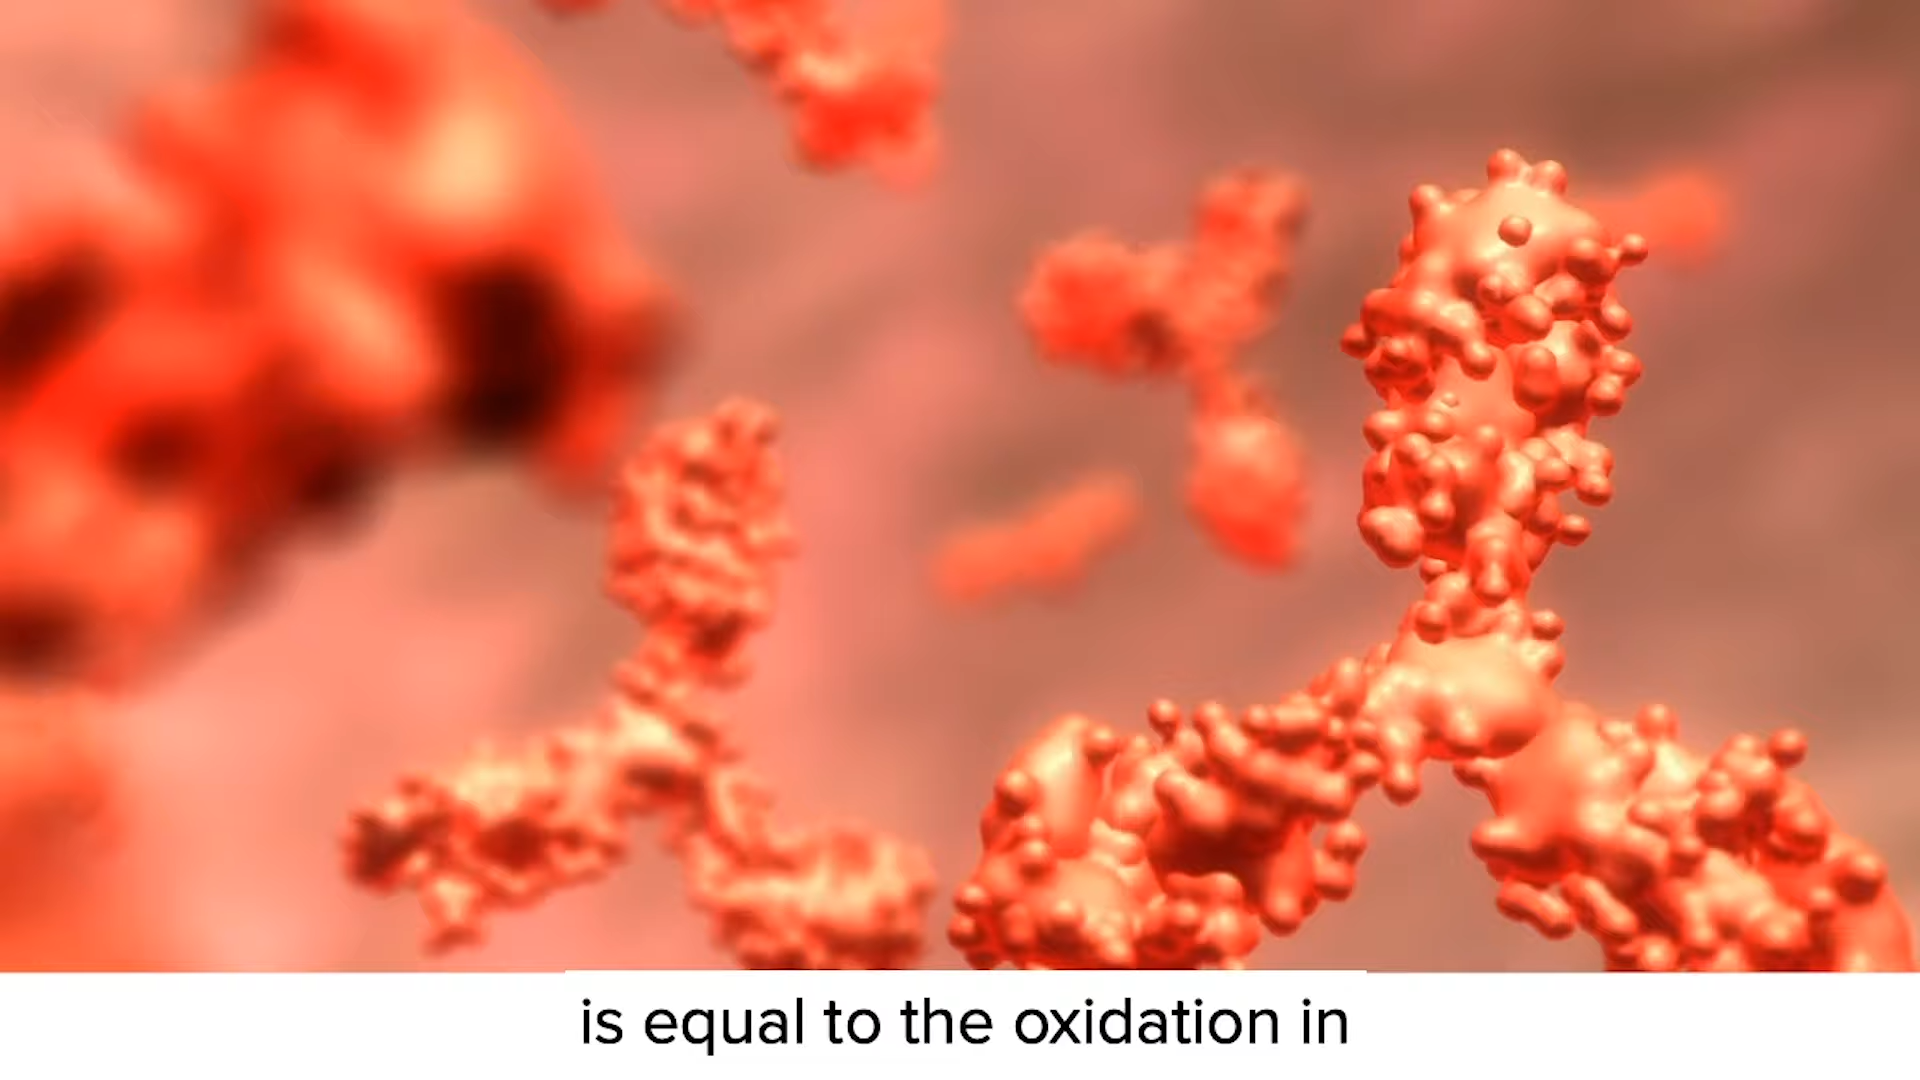 is equal to the oxidation in